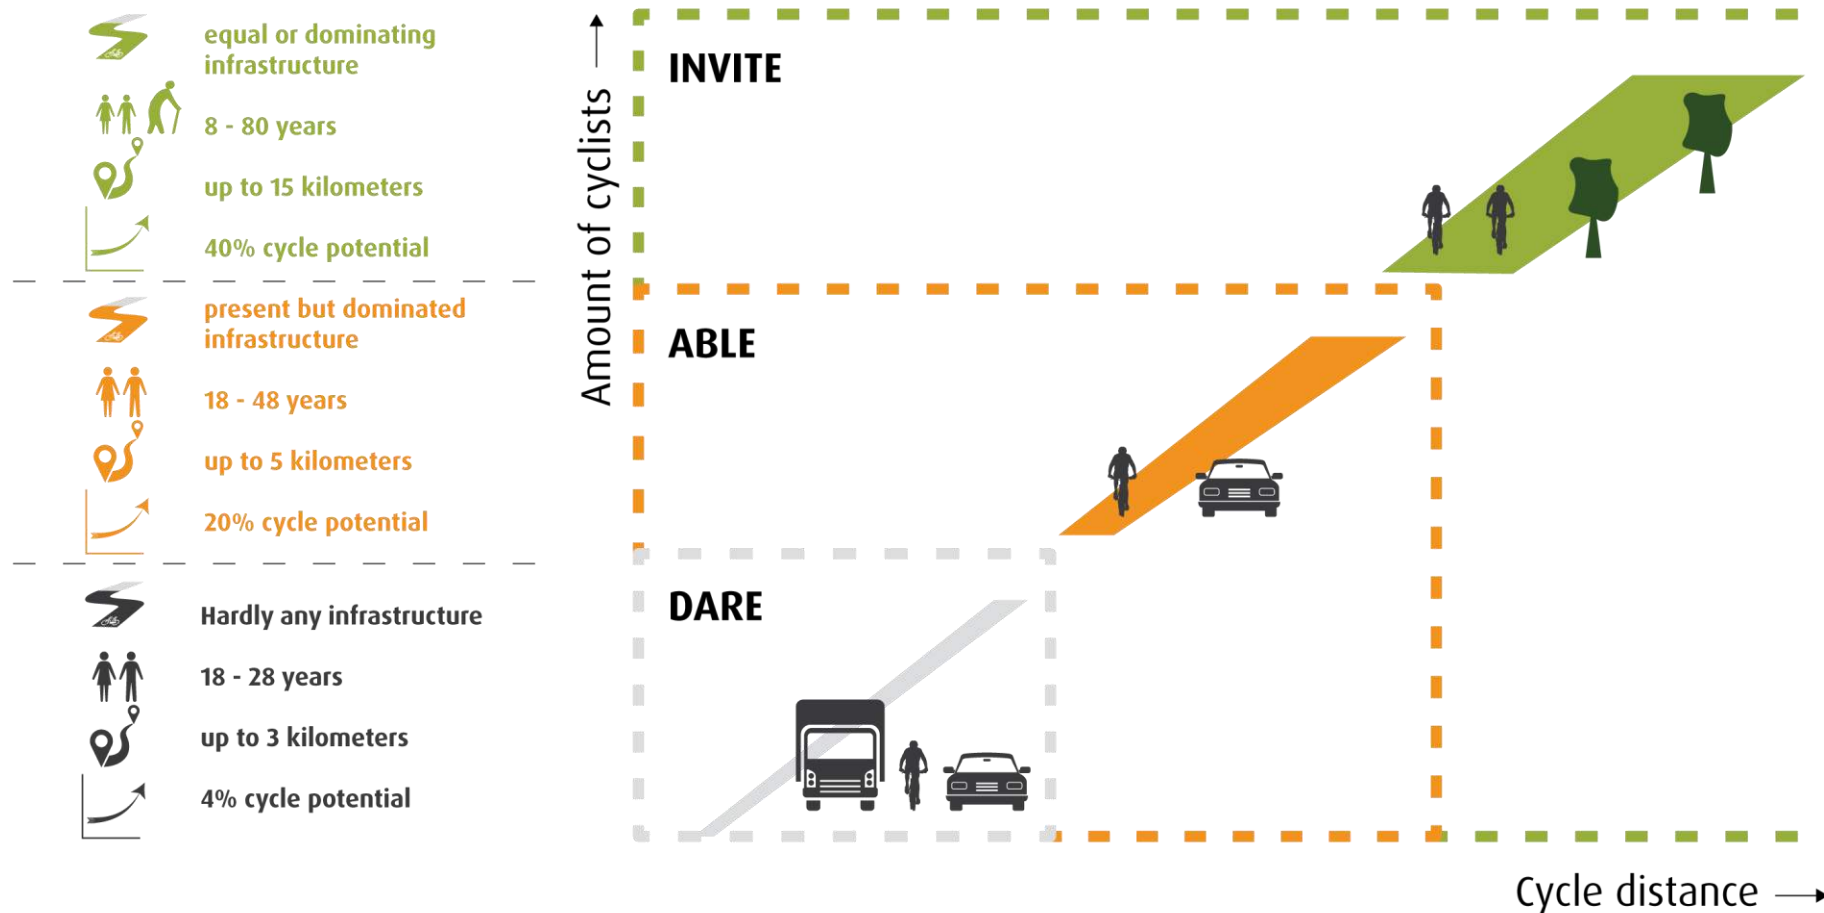 equal or dominating
infrastructure
8 - 80 years
up to 15 kilometers
40% cycle potential
present but dominated
infrastructure
18 - 48 years
up to 5 kilometers
20% cycle potential
Hardly any infrastructure
18 - 28 years
up to 3 kilometers
4% cycle potential
Amount of cyclists
INVITE
ABLE
DARE
Cycle distance